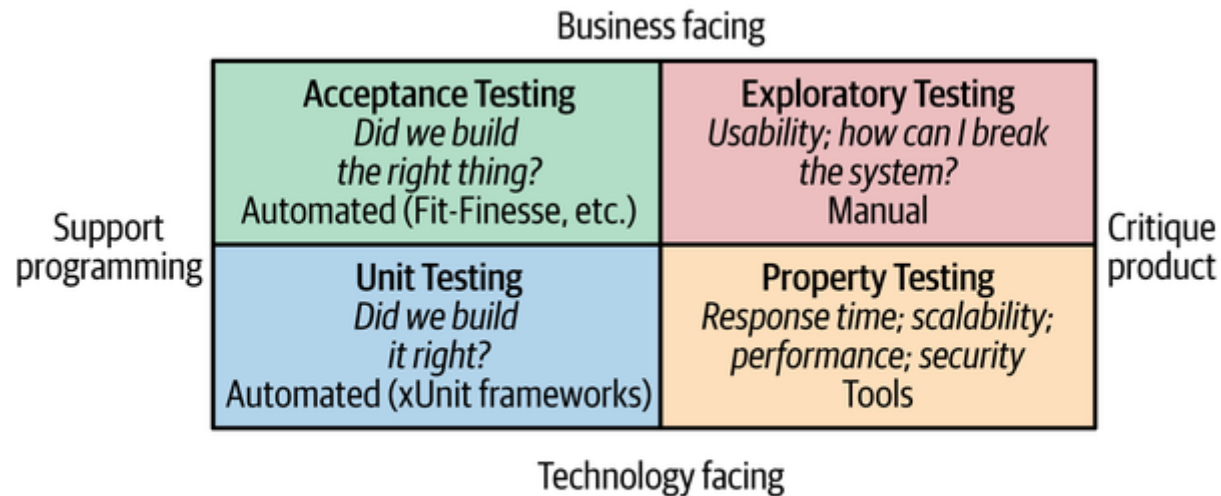 Business facing
Acceptance Testing
Did we build
the right thing?
Automated (Fit-Finesse, etc.)
Exploratory Testing
Usability; how can I break
the system?
Manual
Support
programming
Critique
product
Unit Testing
Did we build
it right?
Automated (xUnit frameworks)
Property Testing
Response time; scalability;
performance; security
Tools
Technology facing